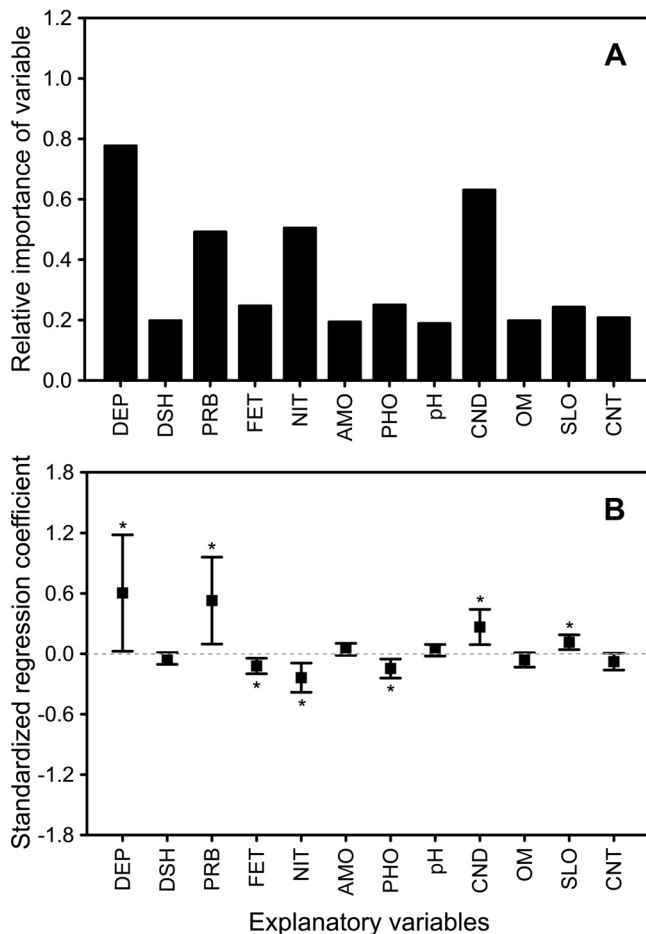 A
Relative importance of variable
1.2
1.0
0.8
0.6
0.4
0.2
0.0
DEP DSH PRB FET NIT AMO PHO pH CND OM SLO CNT
B
Standardized regression coefficient
1.8
1.2
0.6
0.0
-0.6
-1.2
-1.8
* * * * * * *
DEP DSH PRB FET NIT AMO PHO pH CND OM SLO CNT
Explanatory variables